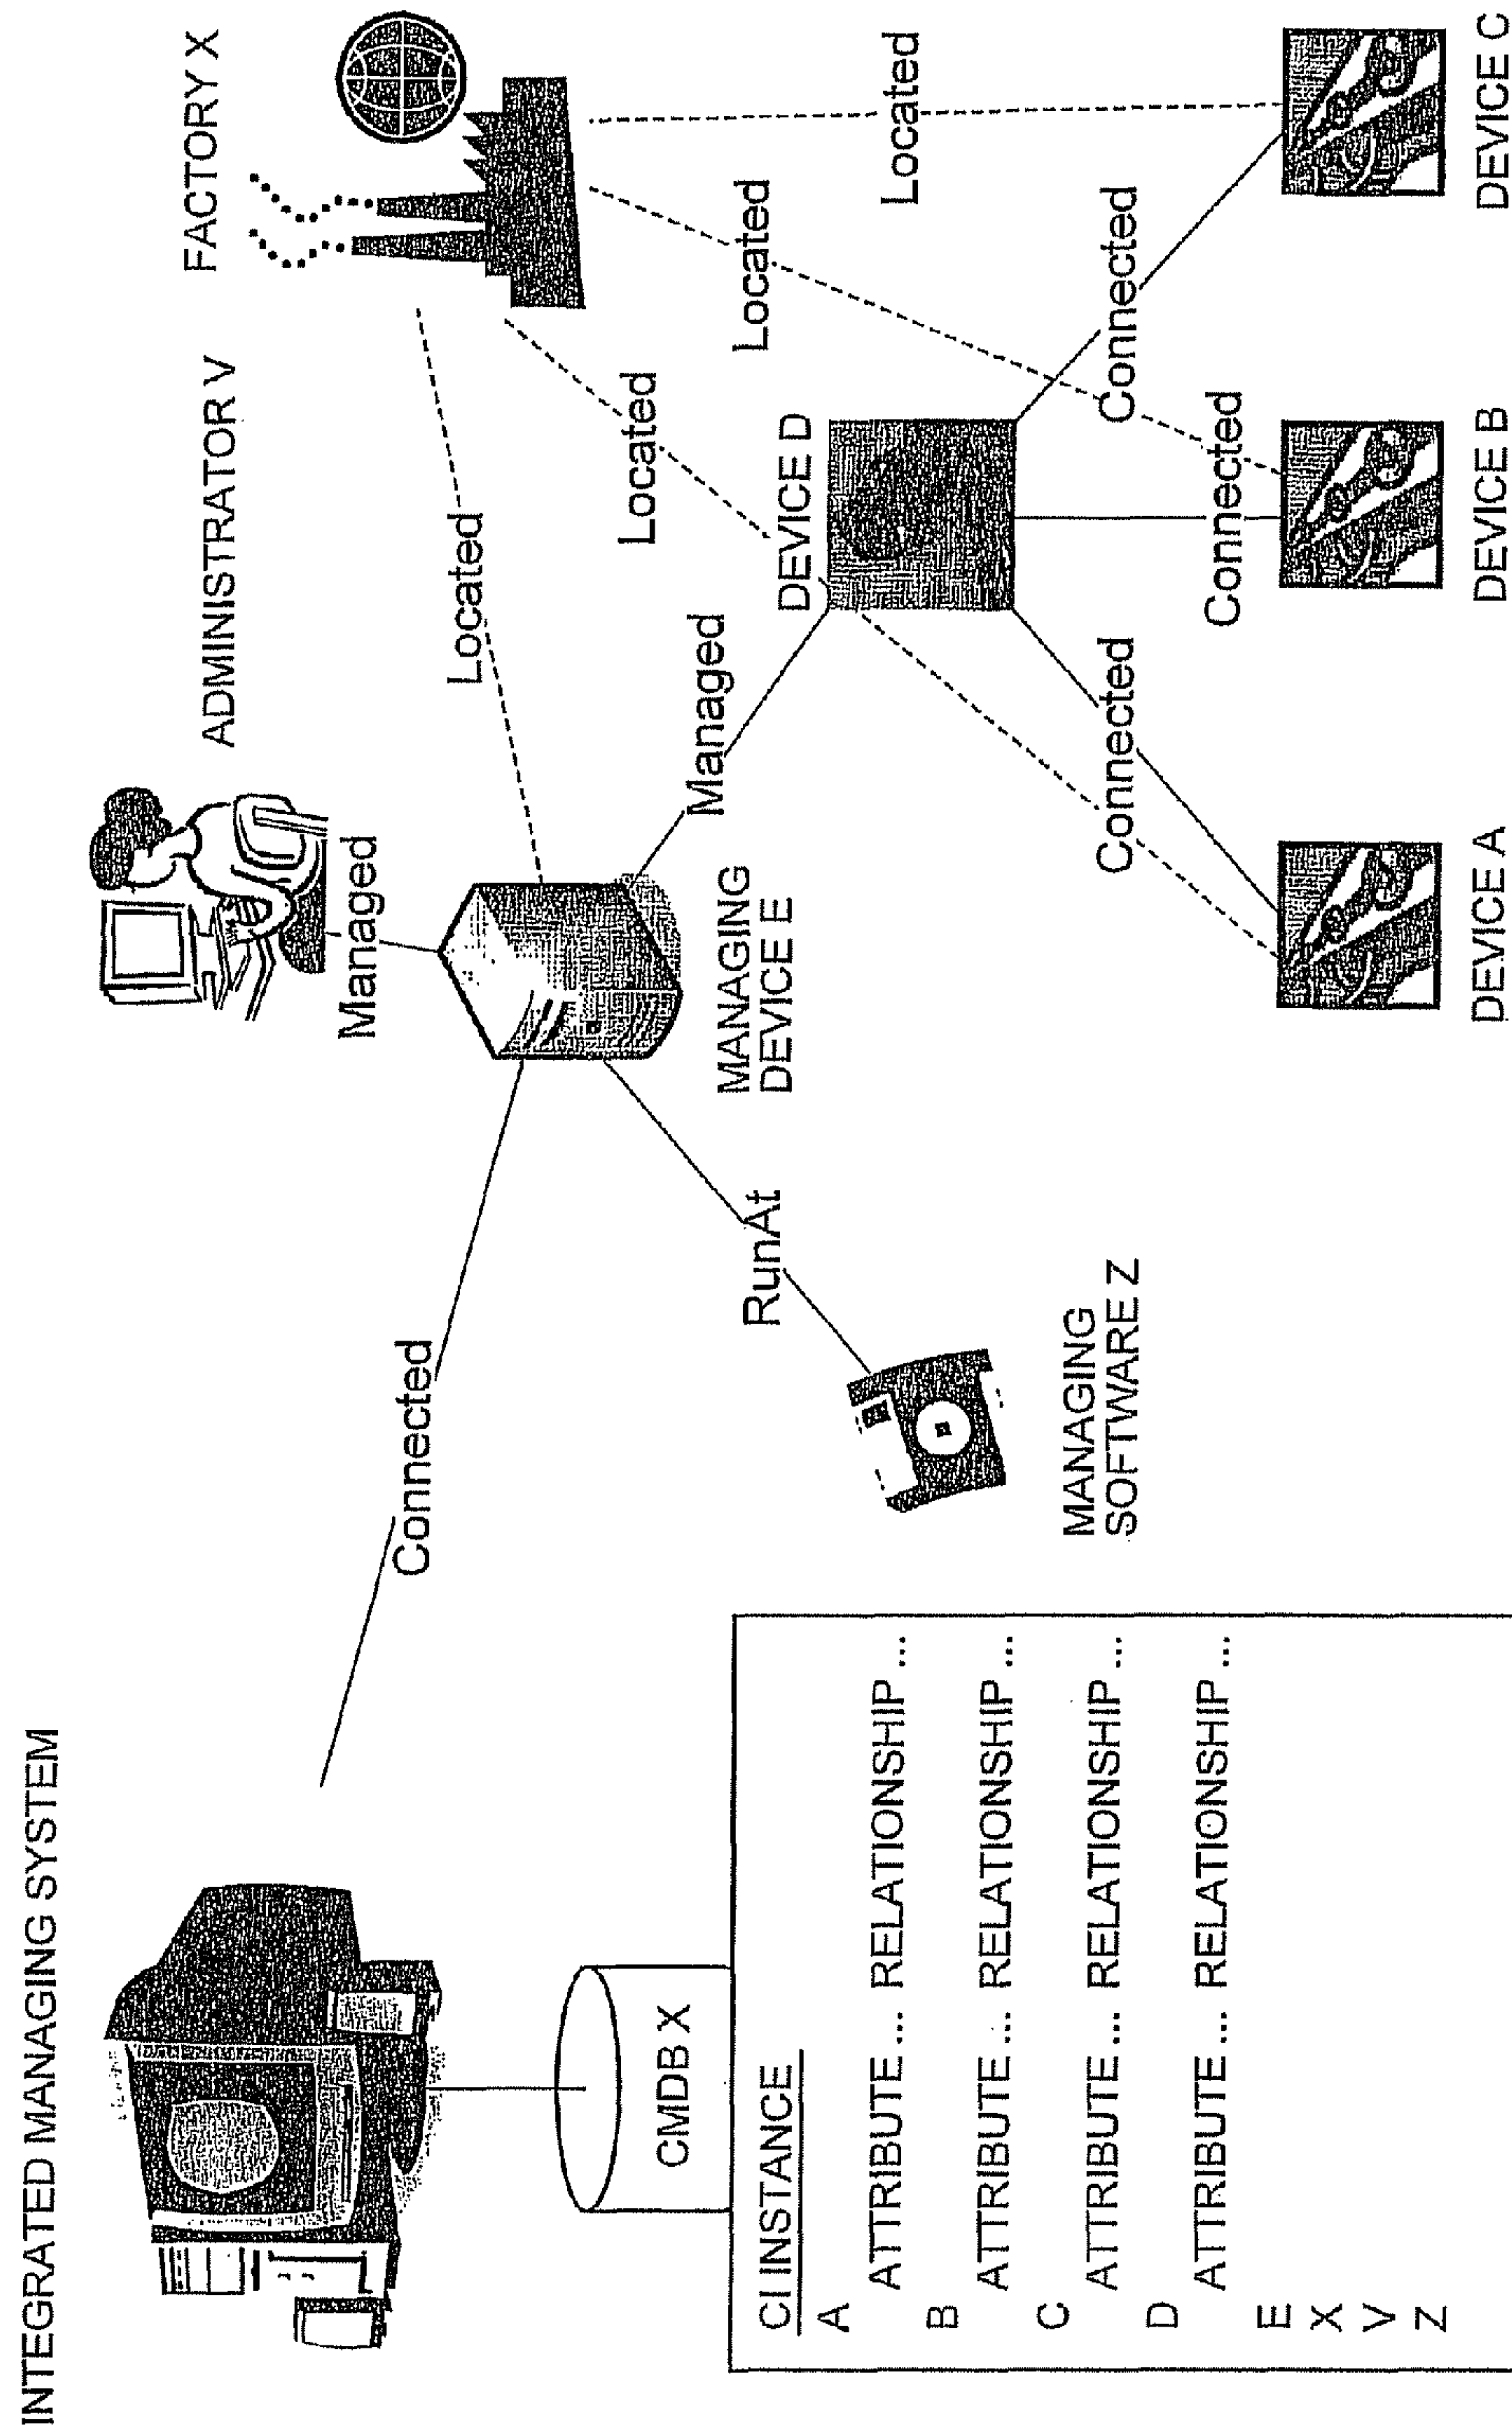 INTEGRATED MANAGING SYSTEM
CMDB X
CI INSTANCE
A
ATTRIBUTE ... RELATIONSHIP ...
B
ATTRIBUTE ... RELATIONSHIP ...
C
ATTRIBUTE ... RELATIONSHIP ...
D
ATTRIBUTE ... RELATIONSHIP ...
E
X
V
Z
Connected
RunAt
MANAGING
SOFTWARE Z
Managed
ADMINISTRATOR V
MANAGING
DEVICE E
Managed
Located
FACTORY X
Located
Located
Located
DEVICE D
Connected
Connected
Connected
DEVICE A
DEVICE B
DEVICE C